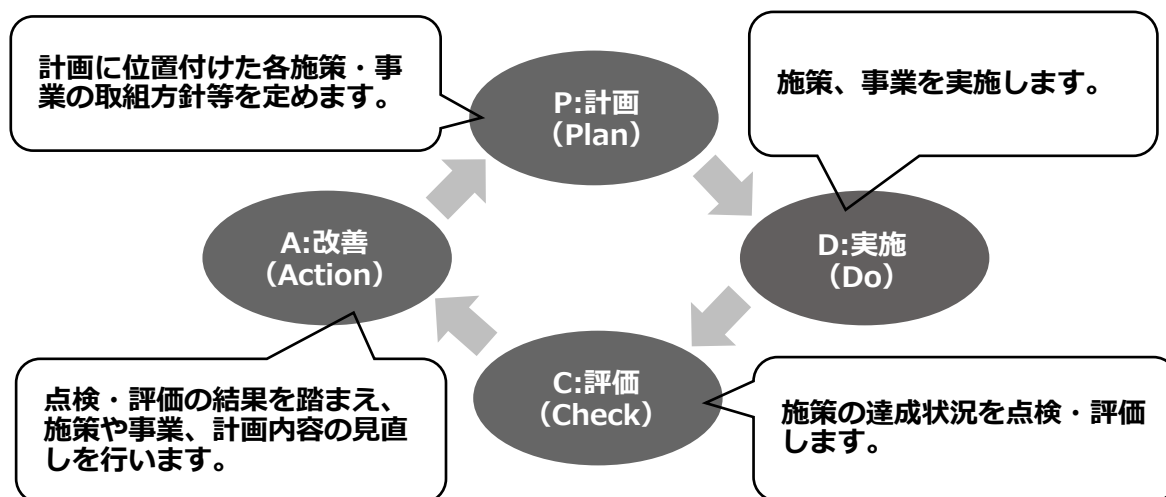 計画に位置付けた各施策・事
業の取組方針等を定めます。
P:計画
（Plan）
施策、事業を実施します。
A:改善
（Action）
D:実施
（Do）
点検・評価の結果を踏まえ、
施策や事業、計画内容の見直
しを行います。
C:評価
（Check）
施策の達成状況を点検・評価
します。